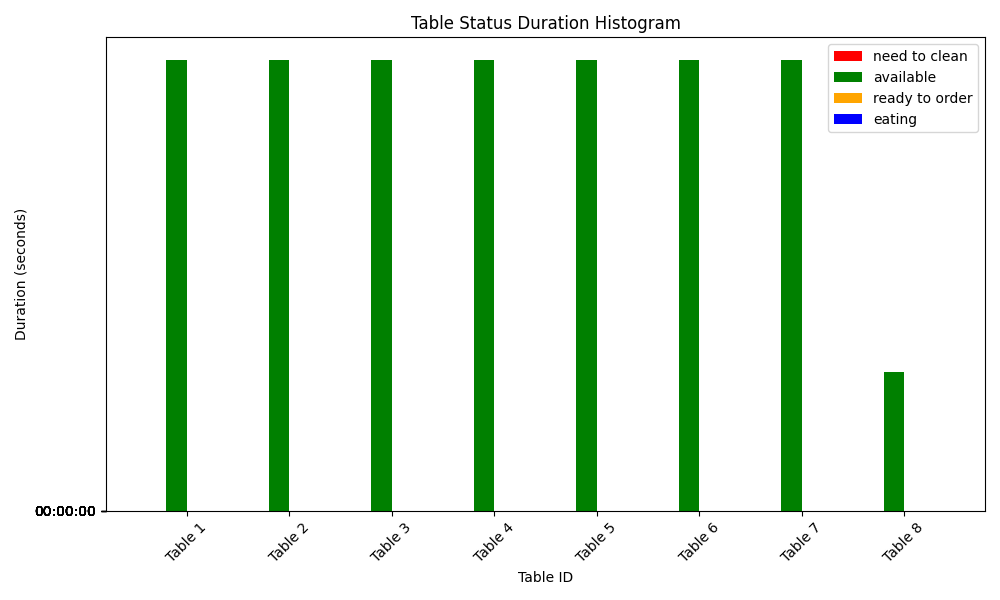 Table Status Duration Histogram
need to clean
available
ready to order
eating
Duration (seconds)
00:00:00
Table 1
Table 2
Table 3
Table 4
Table 5
Table 6
Table 7
Table 8
Table ID